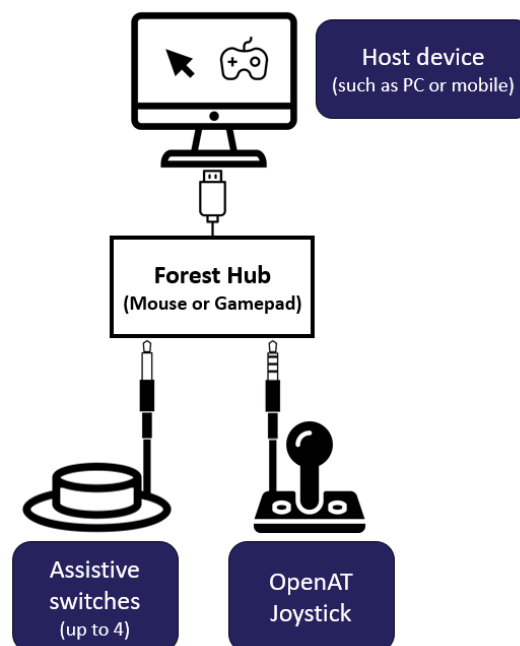 Host device
(such as PC or mobile)
Forest Hub
(Mouse or Gamepad)
Assistive
switches
(up to 4)
OpenAT
Joystick